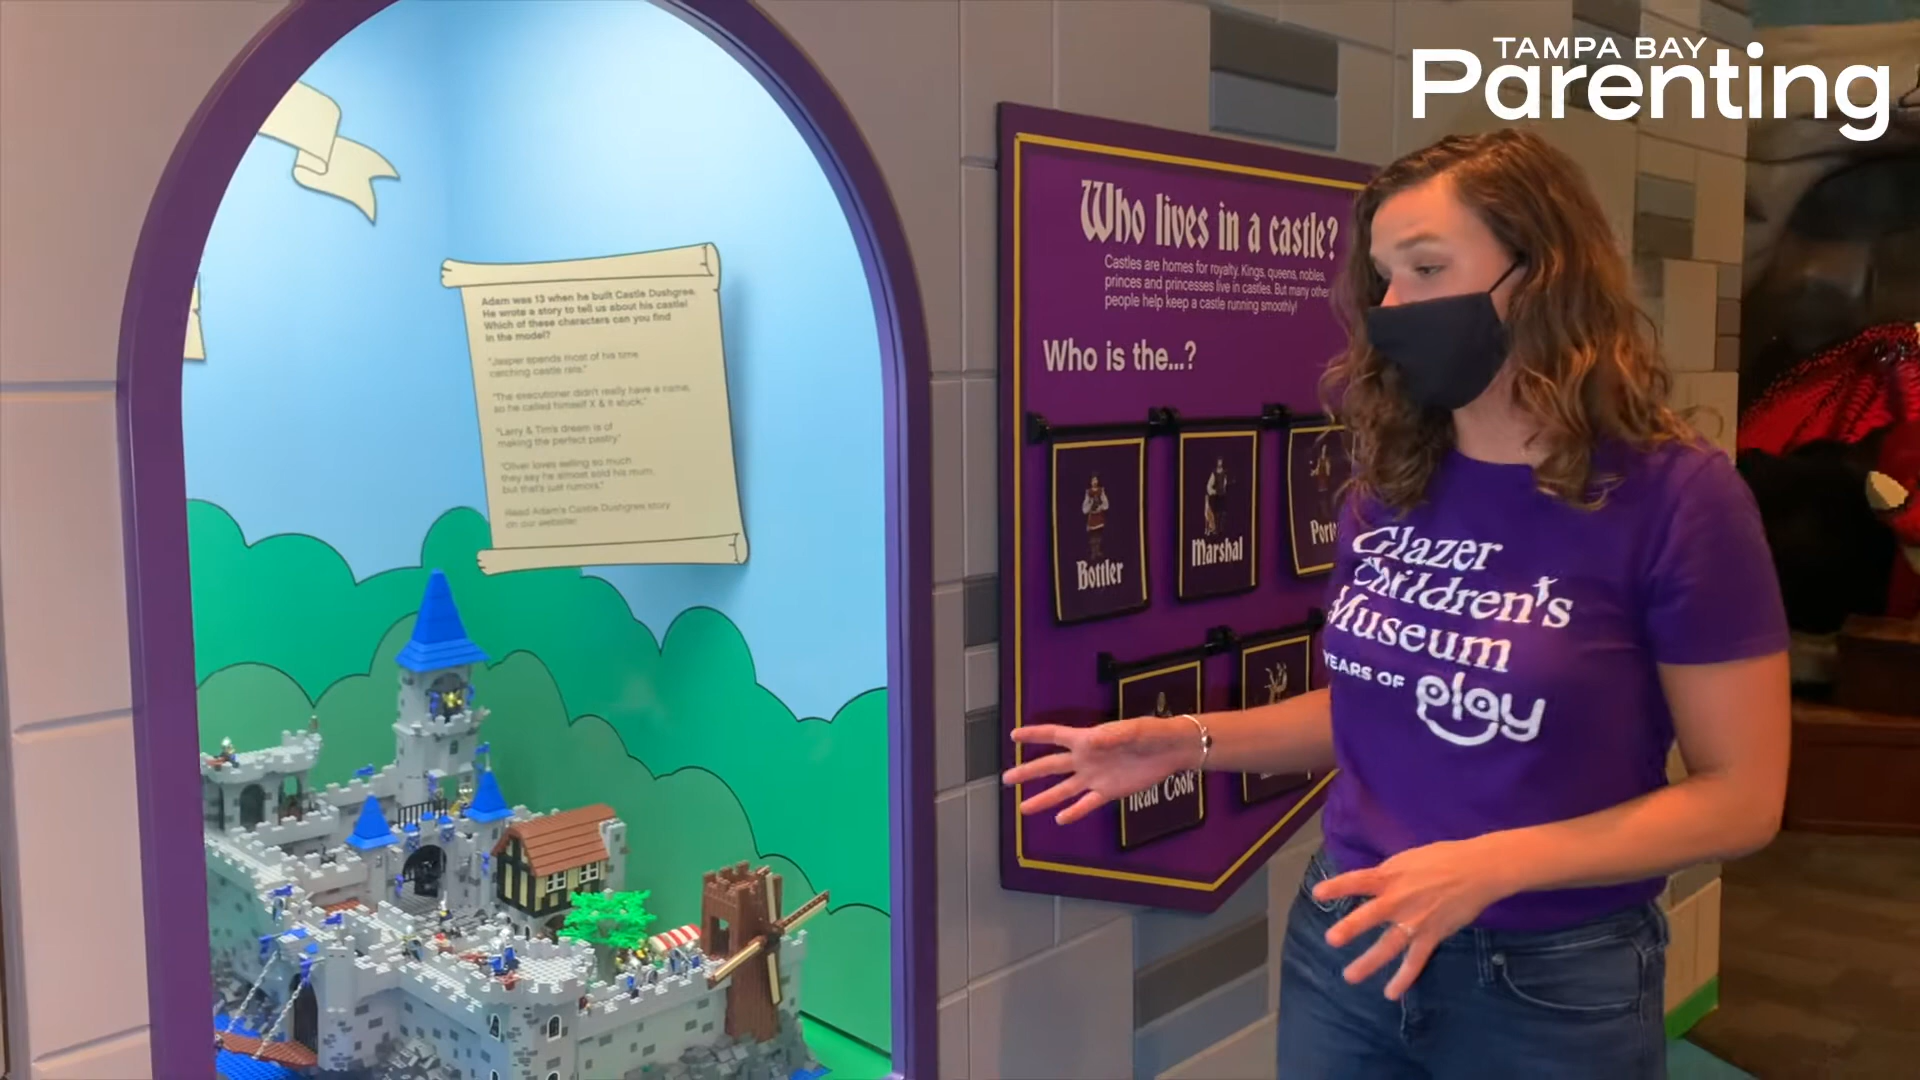 TAMPA BAY
Parenting
Adam was 13 when he built Castle Dushgree.
He wrote a story to tell us about his castle!
Which of these characters can you find
in the model?
"Jasper spends most of his time
catching castle rats."
"The executioner didn't really have a name,
so he called himself X & it stuck."
"Larry & Tim's dream is of
making the perfect pastry."
"Oliver loves selling so much
they say he almost sold his mum,
but that's just rumors."
Read Adam's Castle Dushgree story
on our website!
Who lives in a castle?
Castles are homes for royalty. Kings, queens, nobles,
princes and princesses live in castles. But many other
people help keep a castle running smoothly!
Who is the...?
Bottler
Marshal
Porte
Head Cook
Glazer
Children's
Museum
YEARS OF
play